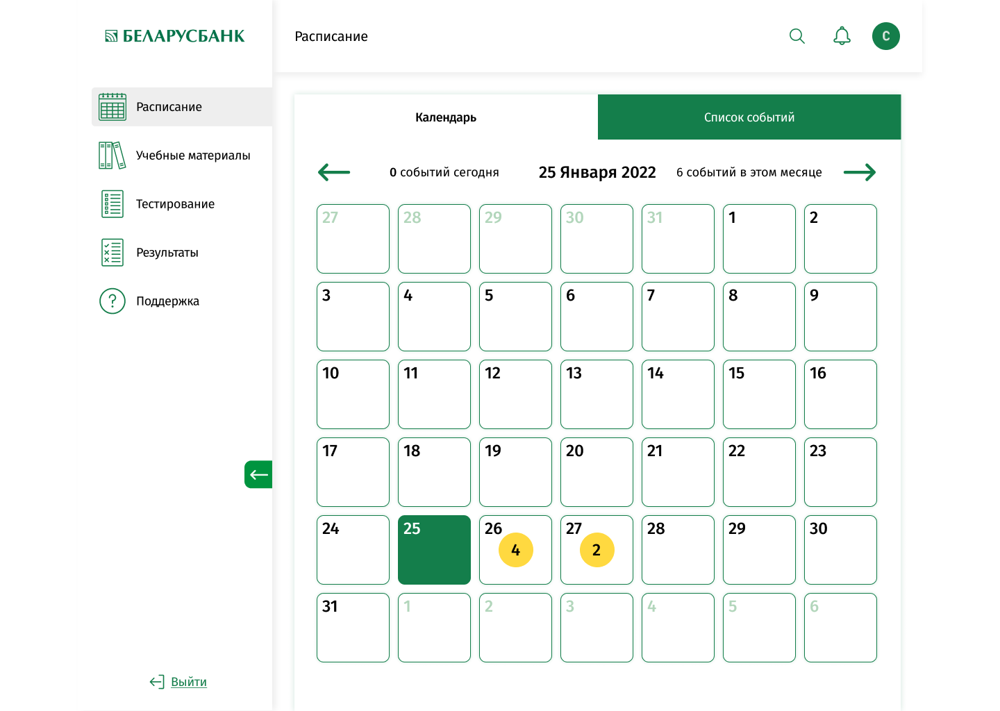 БЕЛАРУСБАНК
Расписание
Учебные материалы
Тестирование
Результаты
Поддержка
Выйти
Расписание
С
Календарь
Список событий
0 событий сегодня
25 Января 2022
6 событий в этом месяце
27 28 29 30 31 1 2
3 4 5 6 7 8 9
10 11 12 13 14 15 16
17 18 19 20 21 22 23
24 25 26 27 28 29 30
4 2
31 1 2 3 4 5 6